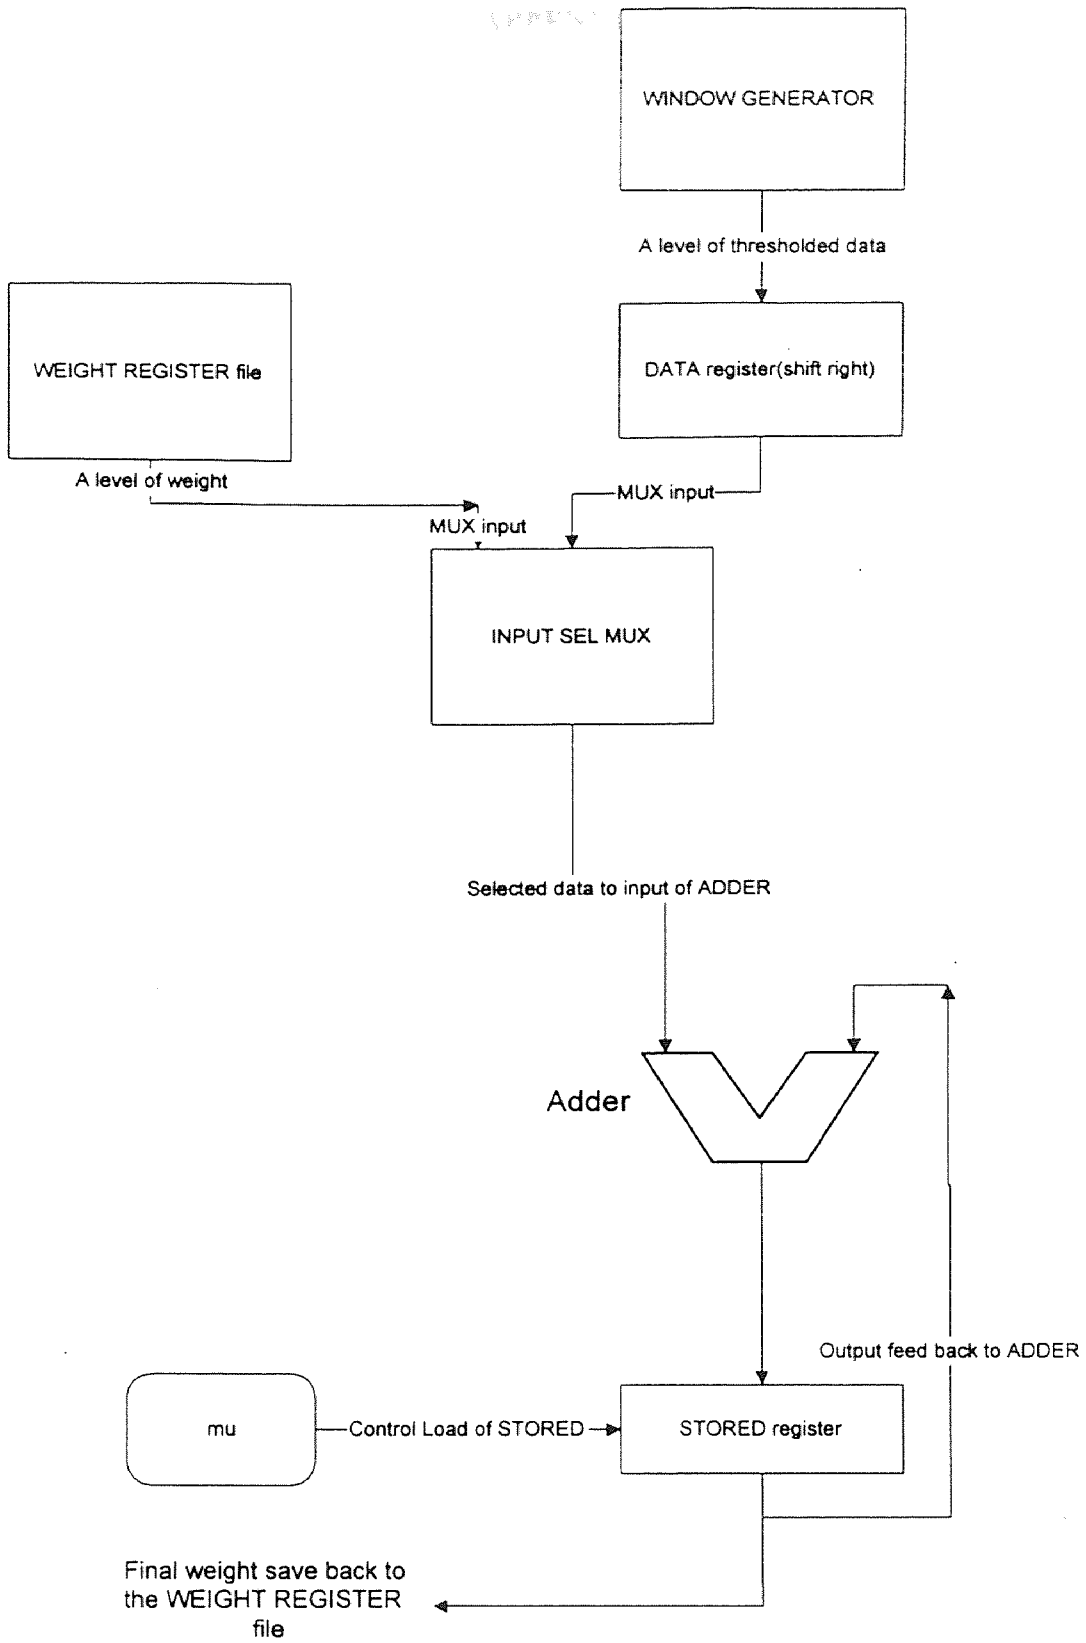 WINDOW GENERATOR
A level of thresholded data
WEIGHT REGISTER file
DATA register(shift right)
A level of weight
MUX input
MUX input
INPUT SEL MUX
Selected data to input of ADDER
Adder
Output feed back to ADDER
mu
Control Load of STORED
STORED register
Final weight save back to
the WEIGHT REGISTER
file